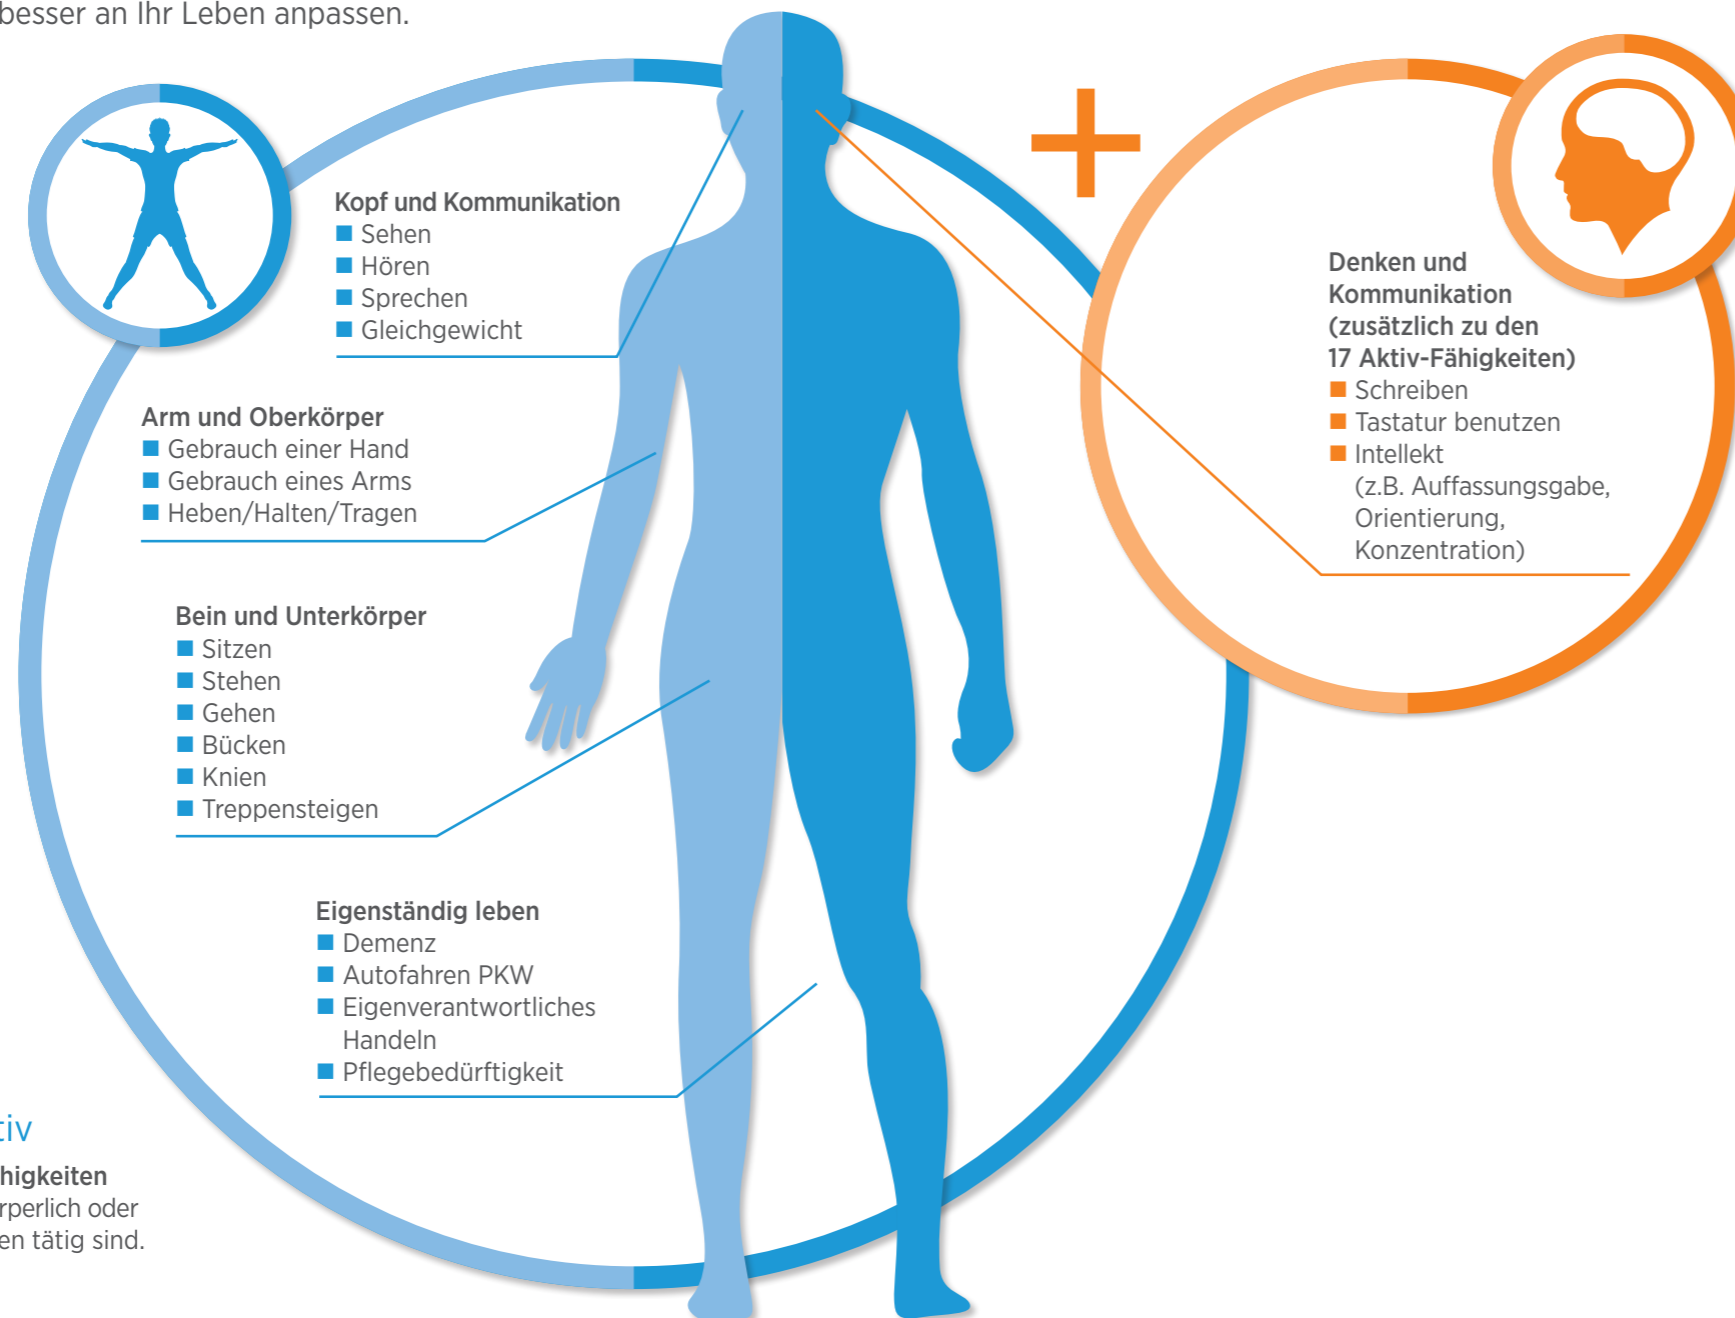 besser an Ihr Leben anpassen.
Kopf und Kommunikation
Sehen
Hören
Sprechen
Gleichgewicht
Arm und Oberkörper
Gebrauch einer Hand
Gebrauch eines Arms
Heben/Halten/Tragen
Bein und Unterkörper
Sitzen
Stehen
Gehen
Bücken
Knien
Treppensteigen
Eigenständig leben
Demenz
Autofahren PKW
Eigenverantwortliches
Handeln
Pflegebedürftigkeit
Denken und
Kommunikation
(zusätzlich zu den
17 Aktiv-Fähigkeiten)
Schreiben
Tastatur benutzen
Intellekt
(z.B. Auffassungsgabe,
Orientierung,
Konzentration)
tiv
higkeiten
rperlich oder
en tätig sind.